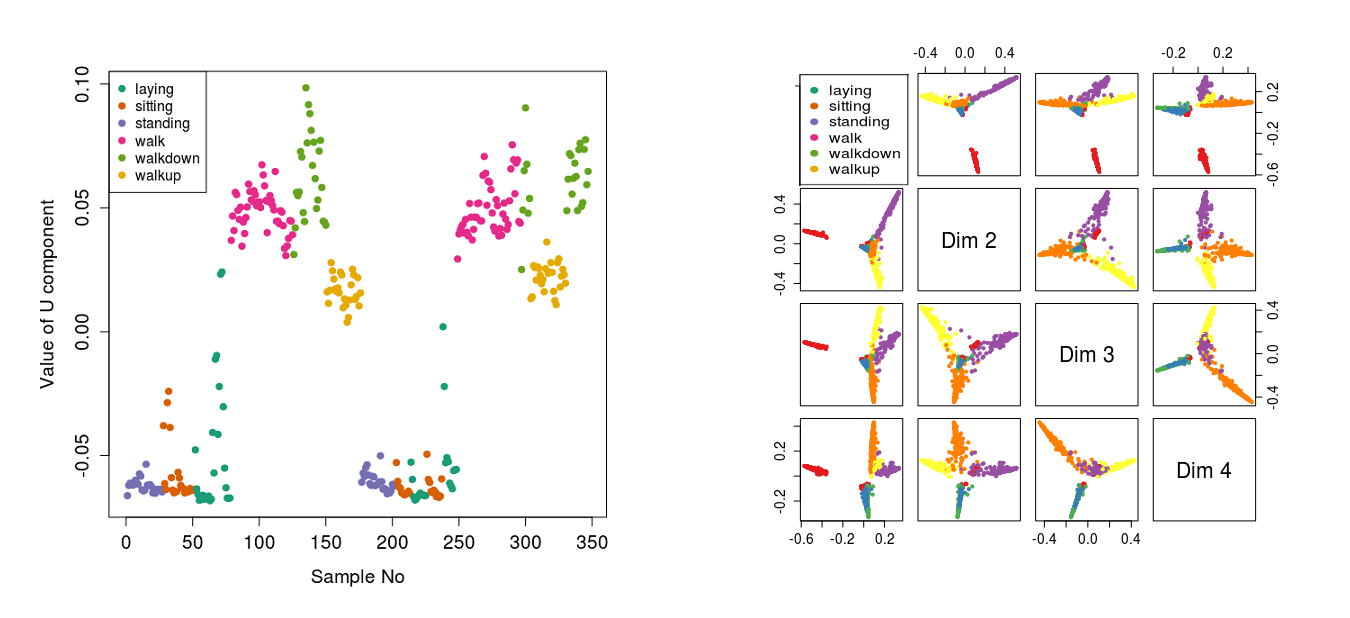 0.10
0.05
0.00
-0.05
Value of U component
laying
sitting
standing
walk
walkdown
walkup
0 50 100 150 200 250 300 350
Sample No
-0.4 0.0 0.4
-0.2 0.2
laying
sitting
standing
walk
walkdown
walkup
0.2
-0.2
-0.6
0.4
0.0
-0.4
Dim 2
Dim 3
0.4
0.0
-0.4
0.2
-0.2
Dim 4
-0.6 -0.2 0.2
-0.4 0.0 0.4